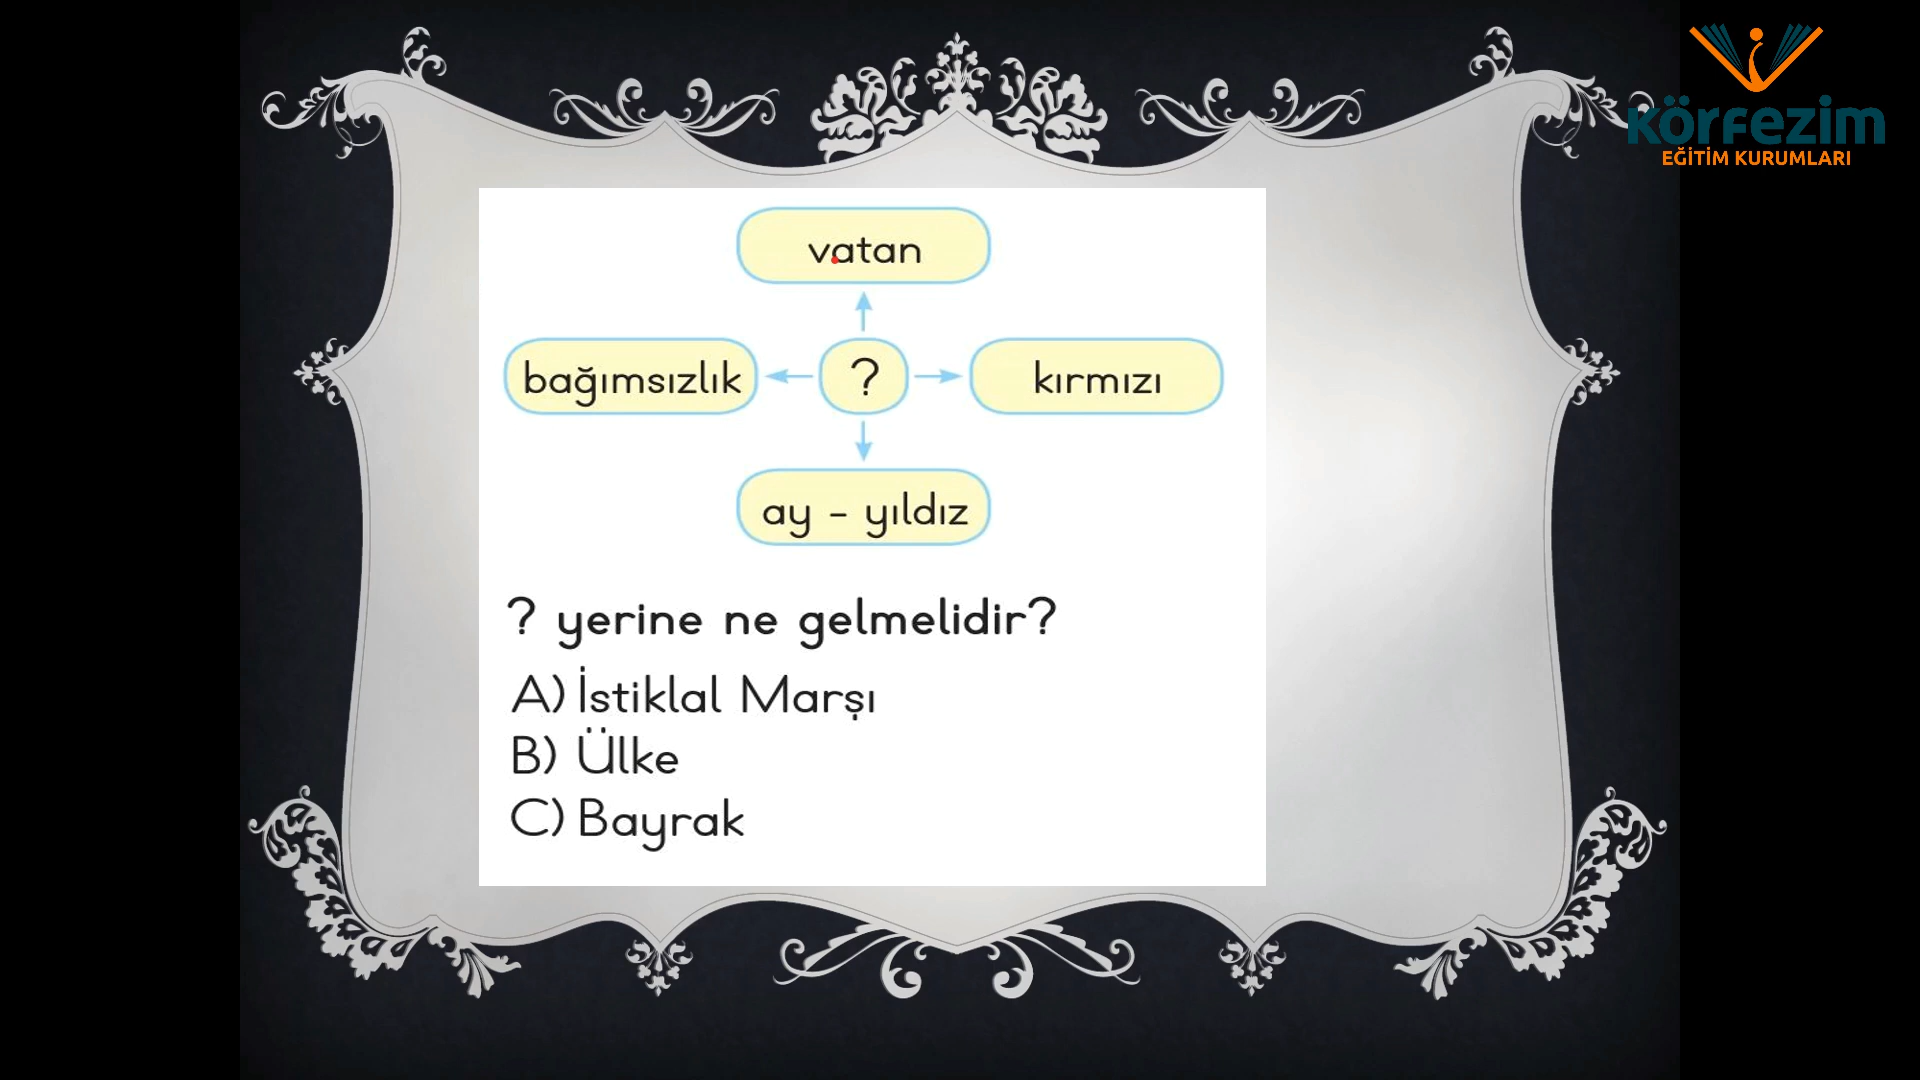 körfezim
EĞİTİM KURUMLARI
vatan
bağımsızlık
?
kırmızı
ay - yıldız
? yerine ne gelmelidir?
A) İstiklal Marşı
B) Ülke
C) Bayrak